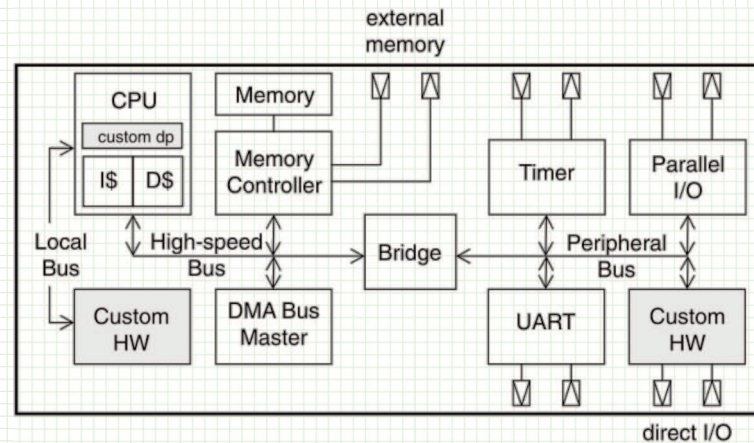 external
memory
CPU
custom dp
I$ D$
Memory
Memory
Controller
Timer
Parallel
I/O
Local
Bus
High-speed
Bus
Bridge
Peripheral
Bus
Custom
HW
DMA Bus
Master
UART
Custom
HW
direct I/O